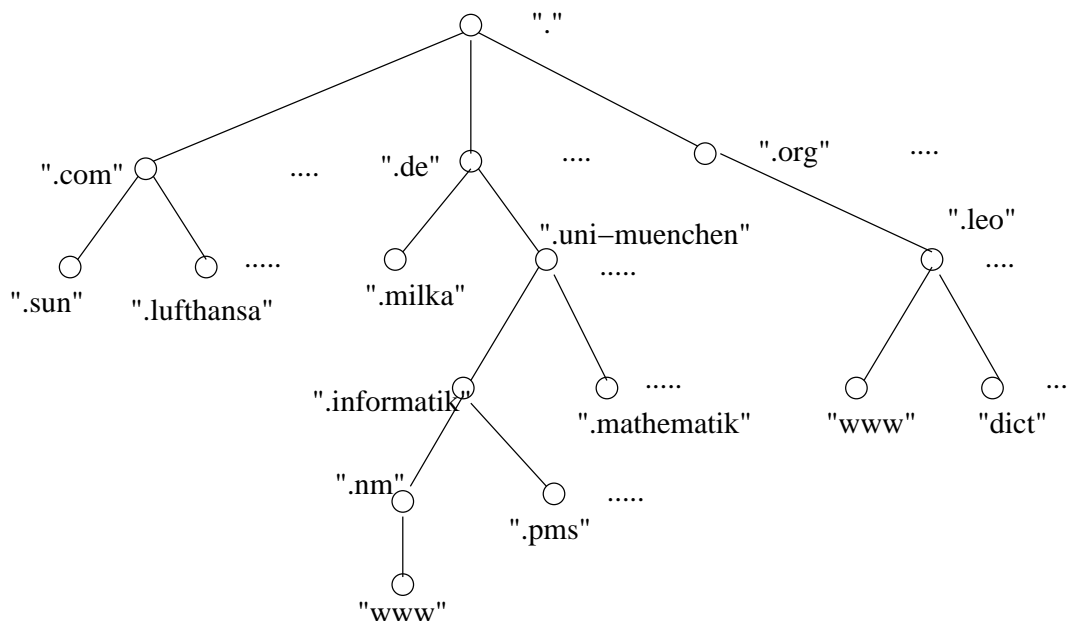 "."
".com"
....
".de"
....
".org"
....
".sun"
".lufthansa"
.....
".milka"
".uni−muenchen"
.....
".leo"
....
".informatik"
".mathematik"
.....
"www"
"dict"
...
".nm"
".pms"
.....
"www"